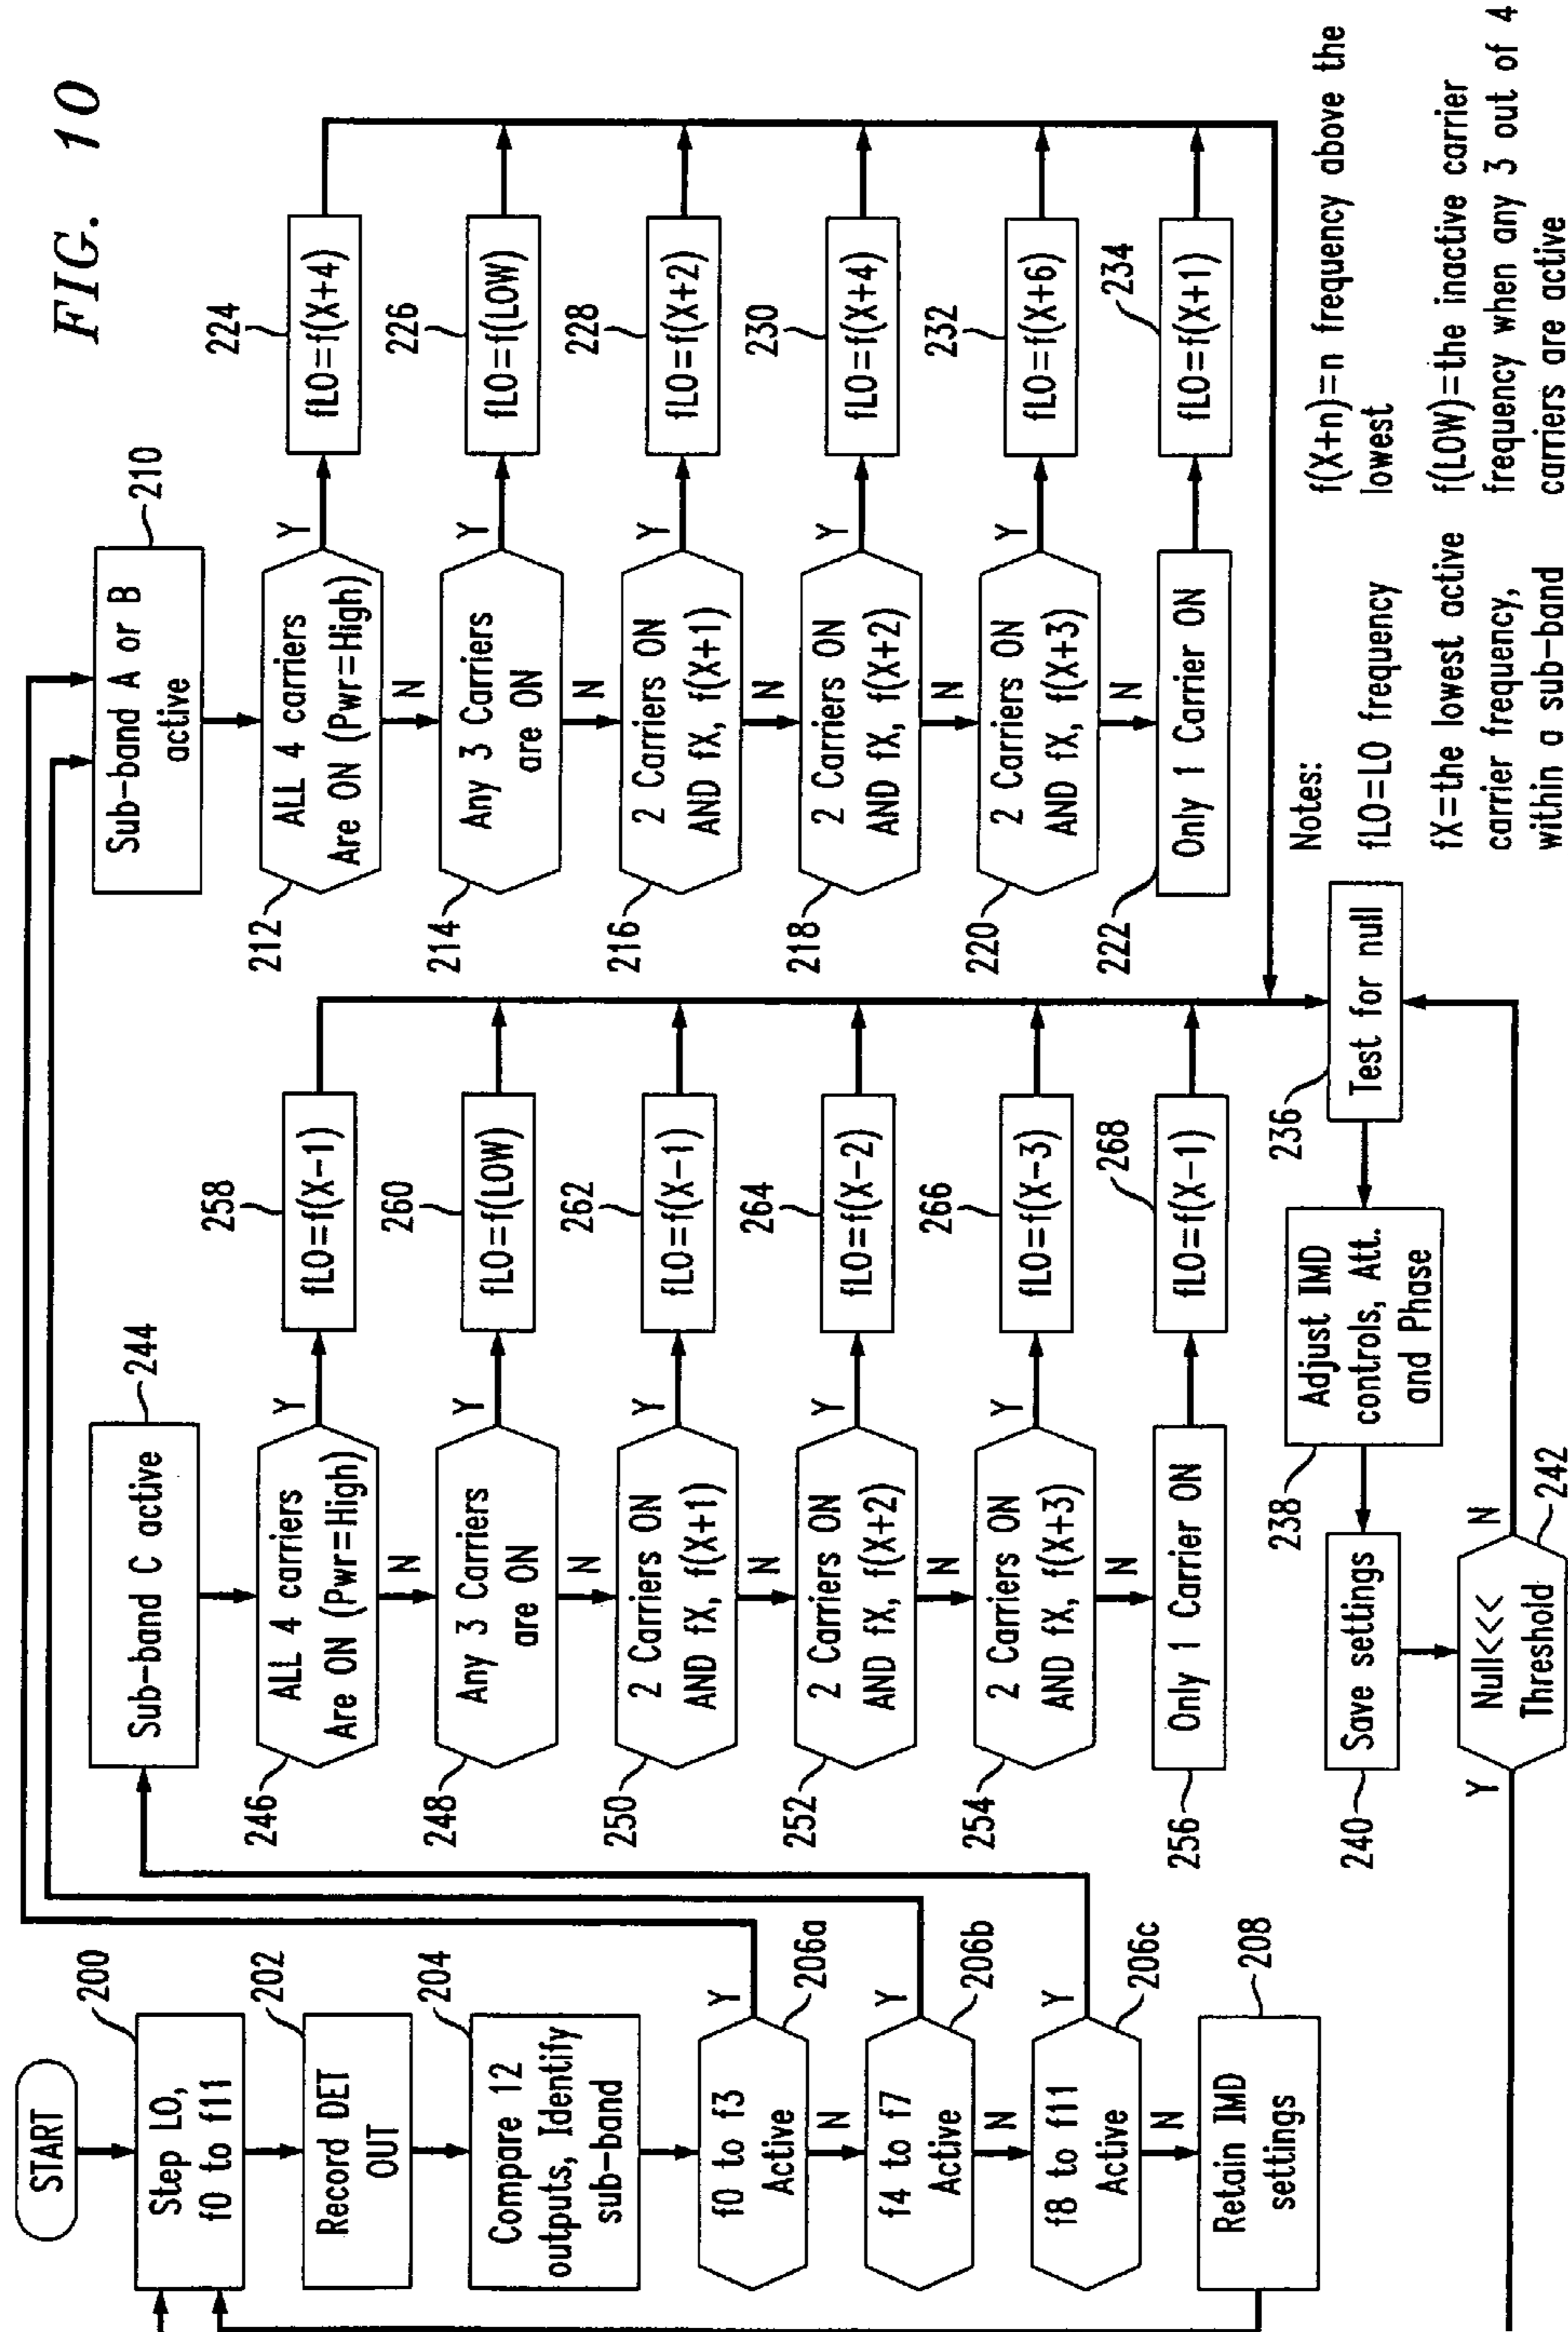 FIG. 10
START
200
Step LO,
f0 to f11
202
Record DET
OUT
204
Compare 12
outputs, Identify
sub-band
f0 to f3
Active
Y
206a
N
f4 to f7
Active
Y
206b
N
f8 to f11
Active
Y
206c
N
208
Retain IMD
settings
244
Sub-band C active
246
ALL 4 carriers
Are ON (Pwr=High)
Y
258
fLO=f(X-1)
N
248
Any 3 Carriers
are ON
Y
260
fLO=f(LOW)
N
250
2 Carriers ON
AND fX, f(X+1)
Y
262
fLO=f(X-1)
N
252
2 Carriers ON
AND fX, f(X+2)
Y
264
fLO=f(X-2)
N
254
2 Carriers ON
AND fX, f(X+3)
Y
266
fLO=f(X-3)
N
256
Only 1 Carrier ON
268
fLO=f(X-1)
210
Sub-band A or B
active
212
ALL 4 carriers
Are ON (Pwr=High)
Y
224
fLO=f(X+4)
N
214
Any 3 Carriers
are ON
Y
226
fLO=f(LOW)
N
216
2 Carriers ON
AND fX, f(X+1)
Y
228
fLO=f(X+2)
N
218
2 Carriers ON
AND fX, f(X+2)
Y
230
fLO=f(X+4)
N
220
2 Carriers ON
AND fX, f(X+3)
Y
232
fLO=f(X+6)
N
222
Only 1 Carrier ON
234
fLO=f(X+1)
236
Test for null
238
Adjust IMD
controls, Att.
and Phase
240
Save settings
Y
Null<<<
Threshold
N
242
Notes:
fLO=LO frequency
fX=the lowest active
carrier frequency,
within a sub-band
f(X+n)=n frequency above the
lowest
f(LOW)=the inactive carrier
frequency when any 3 out of 4
carriers are active